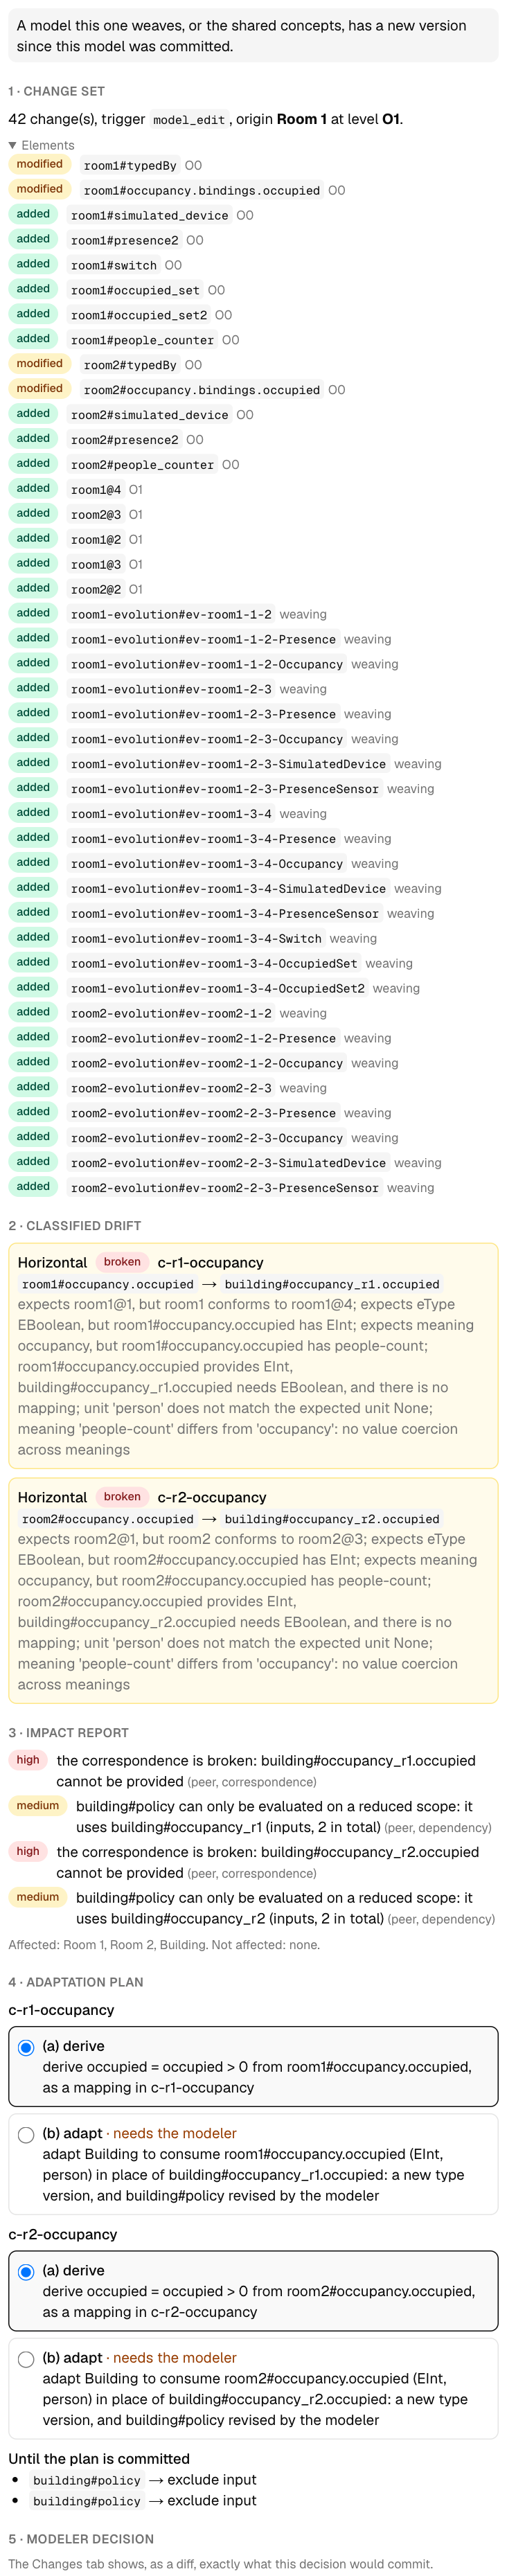 A model this one weaves, or the shared concepts, has a new version
since this model was committed.
1 · CHANGE SET
42 change(s), trigger model_edit, origin Room 1 at level O1.
▼ Elements
modified room1#typedBy O0
modified room1#occupancy.bindings.occupied O0
added room1#simulated_device O0
added room1#presence2 O0
added room1#switch O0
added room1#occupied_set O0
added room1#occupied_set2 O0
added room1#people_counter O0
modified room2#typedBy O0
modified room2#occupancy.bindings.occupied O0
added room2#simulated_device O0
added room2#presence2 O0
added room2#people_counter O0
added room1@4 O1
added room2@3 O1
added room1@2 O1
added room1@3 O1
added room2@2 O1
added room1-evolution#ev-room1-1-2 weaving
added room1-evolution#ev-room1-1-2-Presence weaving
added room1-evolution#ev-room1-1-2-Occupancy weaving
added room1-evolution#ev-room1-2-3 weaving
added room1-evolution#ev-room1-2-3-Presence weaving
added room1-evolution#ev-room1-2-3-Occupancy weaving
added room1-evolution#ev-room1-2-3-SimulatedDevice weaving
added room1-evolution#ev-room1-2-3-PresenceSensor weaving
added room1-evolution#ev-room1-3-4 weaving
added room1-evolution#ev-room1-3-4-Presence weaving
added room1-evolution#ev-room1-3-4-Occupancy weaving
added room1-evolution#ev-room1-3-4-SimulatedDevice weaving
added room1-evolution#ev-room1-3-4-PresenceSensor weaving
added room1-evolution#ev-room1-3-4-Switch weaving
added room1-evolution#ev-room1-3-4-OccupiedSet weaving
added room1-evolution#ev-room1-3-4-OccupiedSet2 weaving
added room2-evolution#ev-room2-1-2 weaving
added room2-evolution#ev-room2-1-2-Presence weaving
added room2-evolution#ev-room2-1-2-Occupancy weaving
added room2-evolution#ev-room2-2-3 weaving
added room2-evolution#ev-room2-2-3-Presence weaving
added room2-evolution#ev-room2-2-3-Occupancy weaving
added room2-evolution#ev-room2-2-3-SimulatedDevice weaving
added room2-evolution#ev-room2-2-3-PresenceSensor weaving
2 · CLASSIFIED DRIFT
Horizontal broken c-r1-occupancy
room1#occupancy.occupied → building#occupancy_r1.occupied
expects room1@1, but room1 conforms to room1@4; expects eType
EBoolean, but room1#occupancy.occupied has EInt; expects meaning
occupancy, but room1#occupancy.occupied has people-count;
room1#occupancy.occupied provides EInt,
building#occupancy_r1.occupied needs EBoolean, and there is no
mapping; unit 'person' does not match the expected unit None;
meaning 'people-count' differs from 'occupancy': no value coercion
across meanings
Horizontal broken c-r2-occupancy
room2#occupancy.occupied → building#occupancy_r2.occupied
expects room2@1, but room2 conforms to room2@3; expects eType
EBoolean, but room2#occupancy.occupied has EInt; expects meaning
occupancy, but room2#occupancy.occupied has people-count;
room2#occupancy.occupied provides EInt,
building#occupancy_r2.occupied needs EBoolean, and there is no
mapping; unit 'person' does not match the expected unit None;
meaning 'people-count' differs from 'occupancy': no value coercion
across meanings
3 · IMPACT REPORT
high the correspondence is broken: building#occupancy_r1.occupied
cannot be provided (peer, correspondence)
medium building#policy can only be evaluated on a reduced scope: it
uses building#occupancy_r1 (inputs, 2 in total) (peer, dependency)
high the correspondence is broken: building#occupancy_r2.occupied
cannot be provided (peer, correspondence)
medium building#policy can only be evaluated on a reduced scope: it
uses building#occupancy_r2 (inputs, 2 in total) (peer, dependency)
Affected: Room 1, Room 2, Building. Not affected: none.
4 · ADAPTATION PLAN
c-r1-occupancy
(a) derive
derive occupied = occupied > 0 from room1#occupancy.occupied,
as a mapping in c-r1-occupancy
(b) adapt · needs the modeler
adapt Building to consume room1#occupancy.occupied (EInt,
person) in place of building#occupancy_r1.occupied: a new type
version, and building#policy revised by the modeler
c-r2-occupancy
(a) derive
derive occupied = occupied > 0 from room2#occupancy.occupied,
as a mapping in c-r2-occupancy
(b) adapt · needs the modeler
adapt Building to consume room2#occupancy.occupied (EInt,
person) in place of building#occupancy_r2.occupied: a new type
version, and building#policy revised by the modeler
Until the plan is committed
• building#policy → exclude input
• building#policy → exclude input
5 · MODELER DECISION
The Changes tab shows, as a diff, exactly what this decision would commit.